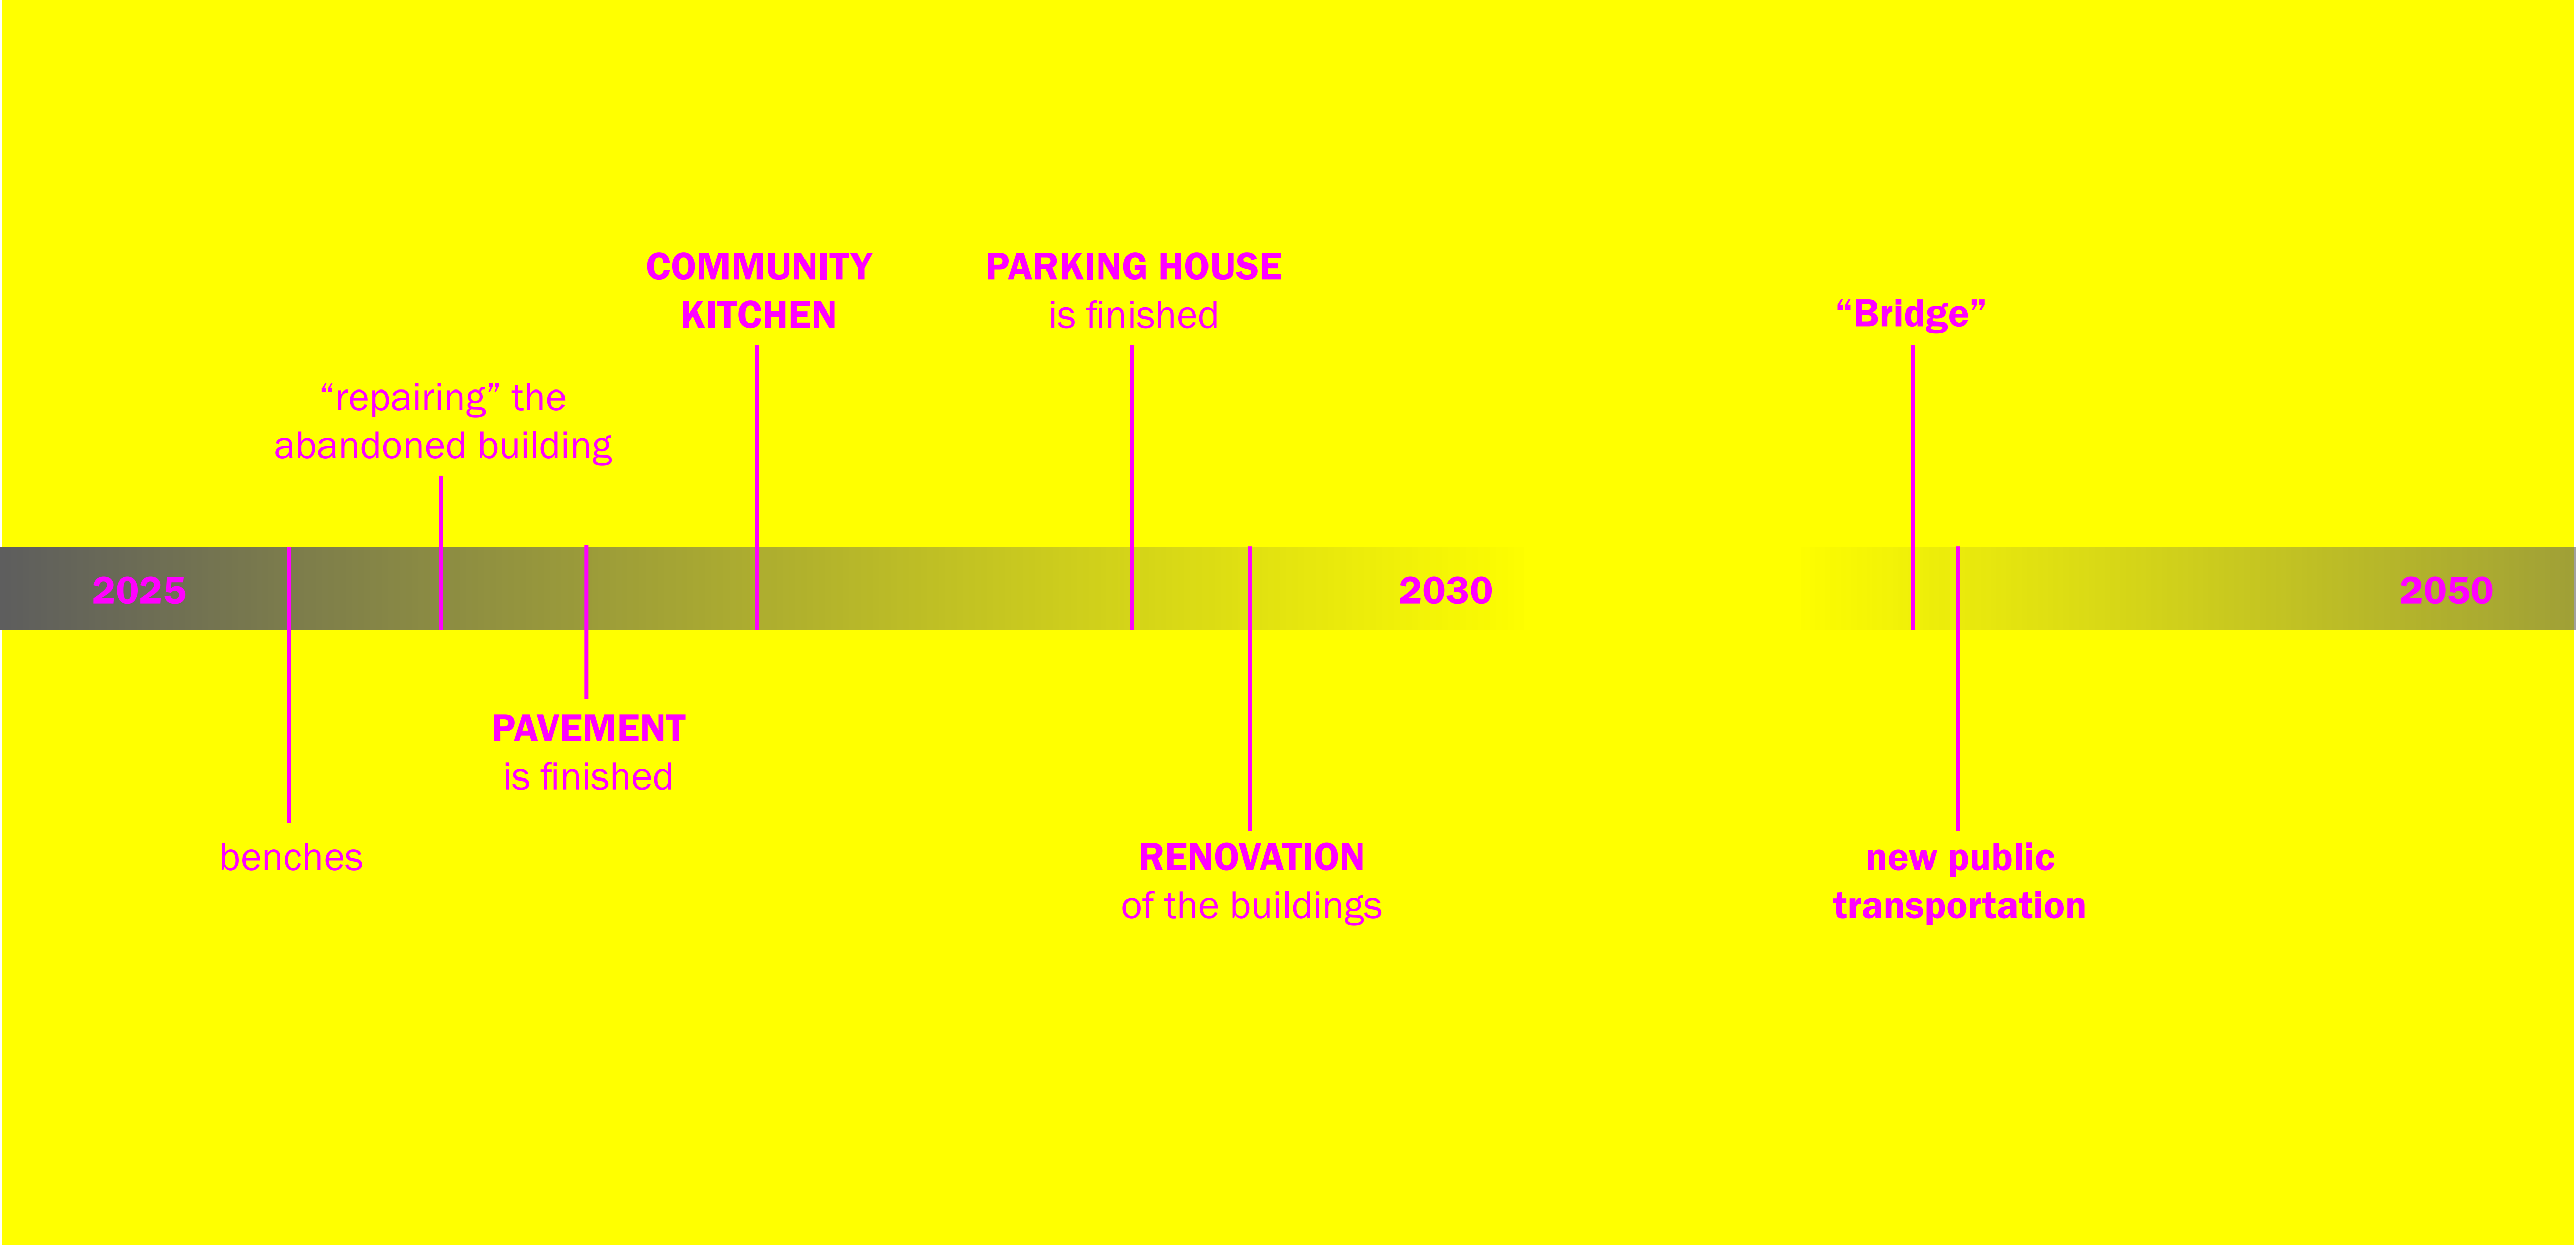 COMMUNITY
KITCHEN
PARKING HOUSE
is finished
“Bridge”
“repairing” the
abandoned building
2025
2030
2050
PAVEMENT
is finished
benches
RENOVATION
of the buildings
new public
transportation